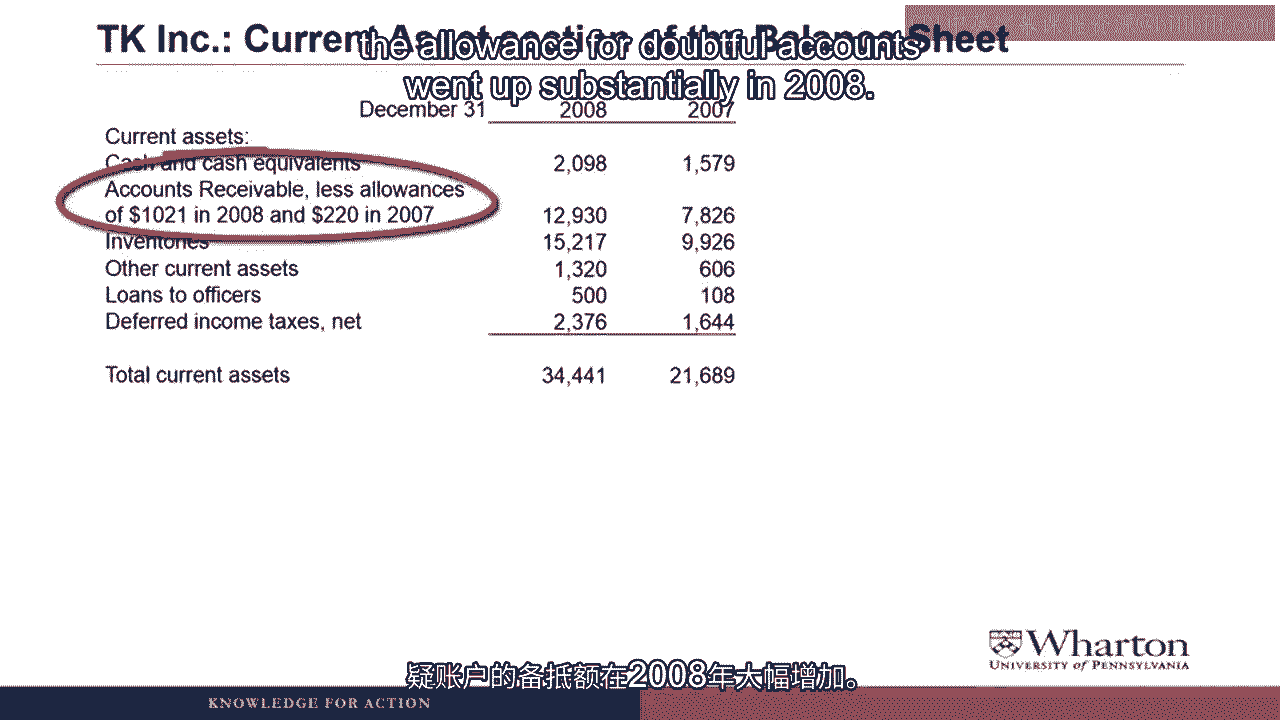 TK Inc.: Current Asset section of the Balance Sheet
the allowance for doubtful accounts
went up substantially in 2008.
December 31 2008 2007
Current assets:
Cash and cash equivalents 2,098 1,579
Accounts Receivable, less allowances
of $1021 in 2008 and $220 in 2007 12,930 7,826
Inventories 15,217 9,926
Other current assets 1,320 606
Loans to officers 500 108
Deferred income taxes, net 2,376 1,644
Total current assets 34,441 21,689
Wharton
UNIVERSITY of PENNSYLVANIA
疑账户的备抵额在2008年大幅增加。
KNOWLEDGE FOR ACTION